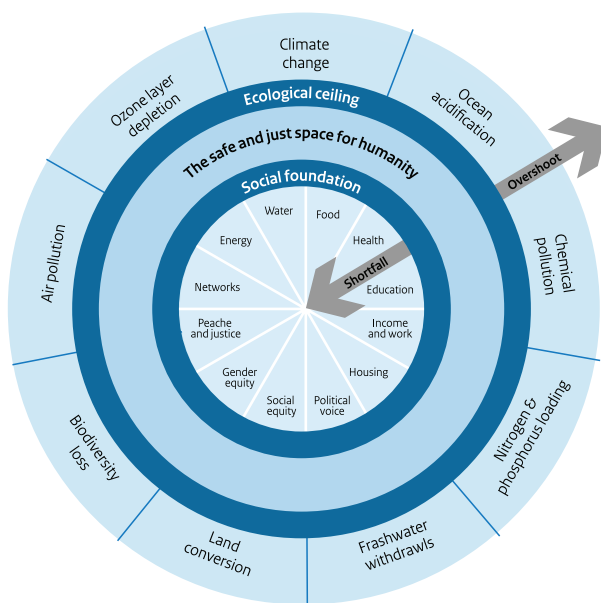 Climate
change
Ocean
acidification
Overshoot
Chemical
pollution
Nitrogen &
phosphorus loading
Frashwater
withdrawls
Land
conversion
Biodiversity
loss
Air pollution
Ozone layer
depletion
Ecological ceiling
The safe and just space for humanity
Social foundation
Water
Food
Health
Shortfall
Education
Income
and work
Housing
Political
voice
Social
equity
Gender
equity
Peache
and justice
Networks
Energy